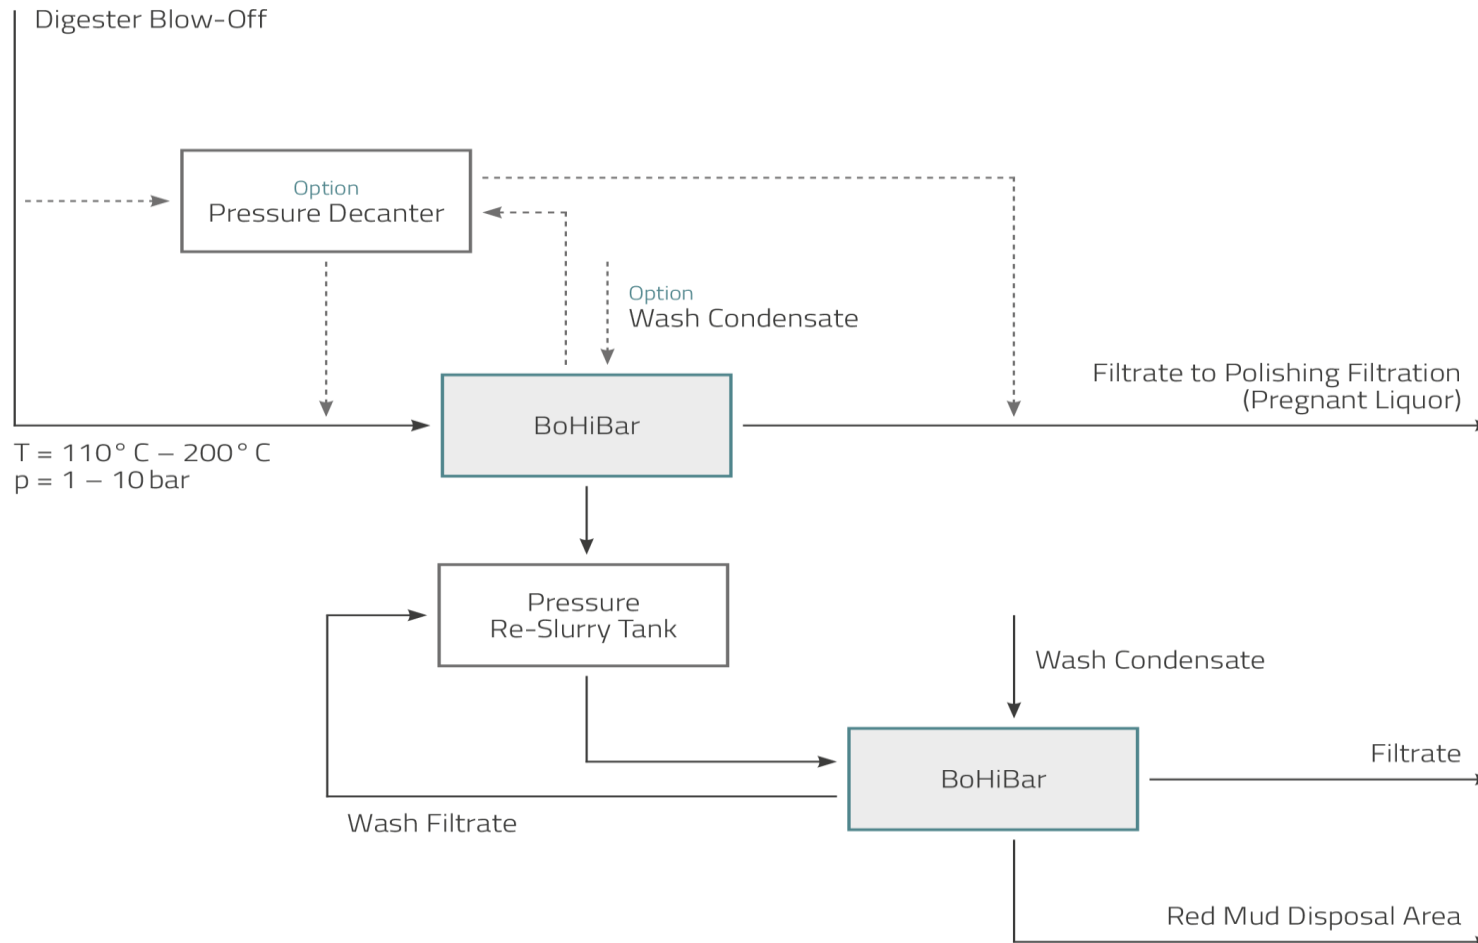 Digester Blow-Off
Option
Pressure Decanter
Option
Wash Condensate
Filtrate to Polishing Filtration
(Pregnant Liquor)
BoHiBar
T = 110° C – 200° C
p = 1 – 10 bar
Pressure
Re-Slurry Tank
Wash Condensate
Filtrate
BoHiBar
Wash Filtrate
Red Mud Disposal Area